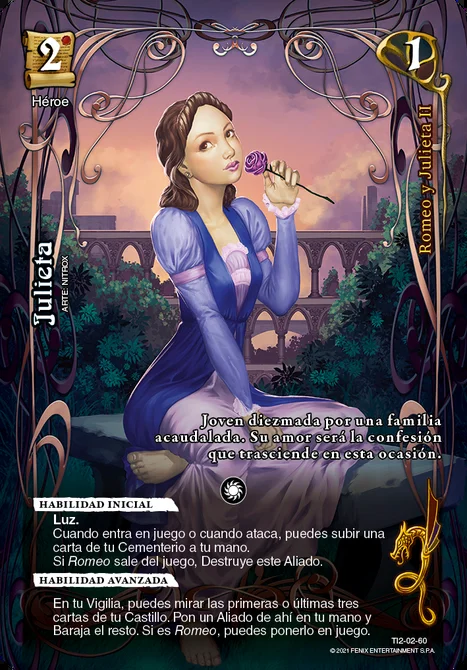 2
1
Héroe
Romeo y Julieta II
Julieta
ARTE: NITROX
Joven diezmada por una familia
acaudalada. Su amor será la confesión
que trasciende en esta ocasión.
HABILIDAD INICIAL
Luz.
Cuando entra en juego o cuando ataca, puedes subir una
carta de tu Cementerio a tu mano.
Si Romeo sale del juego, Destruye este Aliado.
HABILIDAD AVANZADA
En tu Vigilia, puedes mirar las primeras o últimas tres
cartas de tu Castillo. Pon un Aliado de ahí en tu mano y
Baraja el resto. Si es Romeo, puedes ponerlo en juego.
TI2-02-60
© 2021 FENIX ENTERTAINMENT S.P.A.